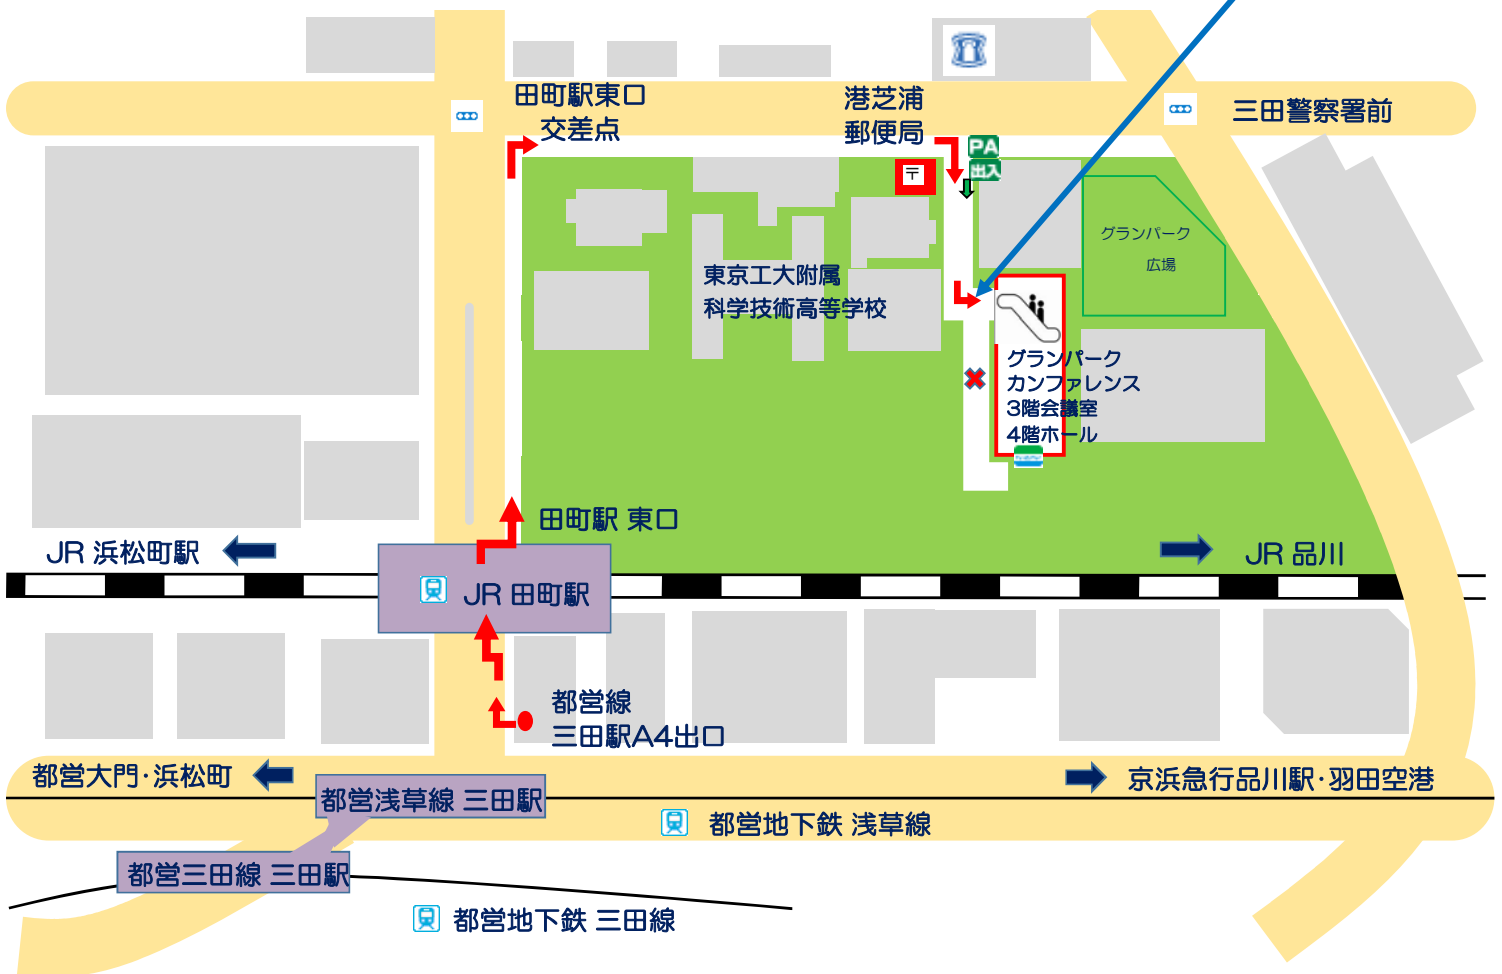 田町駅東口
交差点
港芝浦
郵便局
三田警察署前
PA
出入
〒
グランパーク
広場
東京工大附属
科学技術高等学校
グランパーク
カンファレンス
3階会議室
4階ホール
田町駅 東口
JR 浜松町駅
JR 品川
JR 田町駅
都営線
三田駅A4出口
都営大門・浜松町
京浜急行品川駅・羽田空港
都営浅草線 三田駅
都営地下鉄 浅草線
都営三田線 三田駅
都営地下鉄 三田線